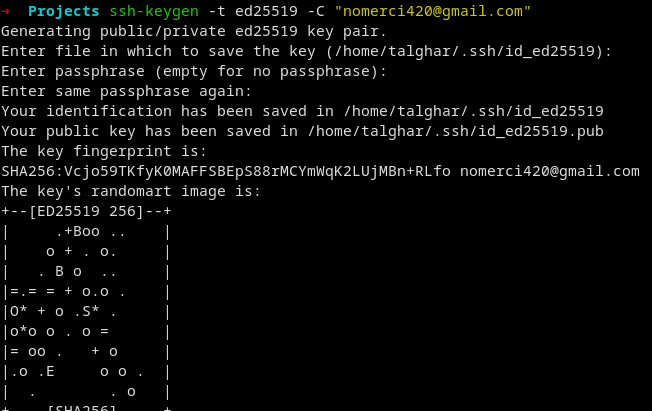 ➜  Projects ssh-keygen -t ed25519 -C "nomerci420@gmail.com"
Generating public/private ed25519 key pair.
Enter file in which to save the key (/home/talghar/.ssh/id_ed25519):
Enter passphrase (empty for no passphrase):
Enter same passphrase again:
Your identification has been saved in /home/talghar/.ssh/id_ed25519
Your public key has been saved in /home/talghar/.ssh/id_ed25519.pub
The key fingerprint is:
SHA256:Vcjo59TKfyK0MAFFSBEpS88rMCYmWqK2LUjMBn+RLfo nomerci420@gmail.com
The key's randomart image is:
+--[ED25519 256]--+
|     .+Boo ..    |
|    o + . o.     |
|   . B o  ..     |
|=.= = + o.o .    |
|O* + o .S* .     |
|o*o o . o =      |
|= oo .   + o     |
|.o .E     o o .  |
|  .        . o   |
+----[SHA256]-----+